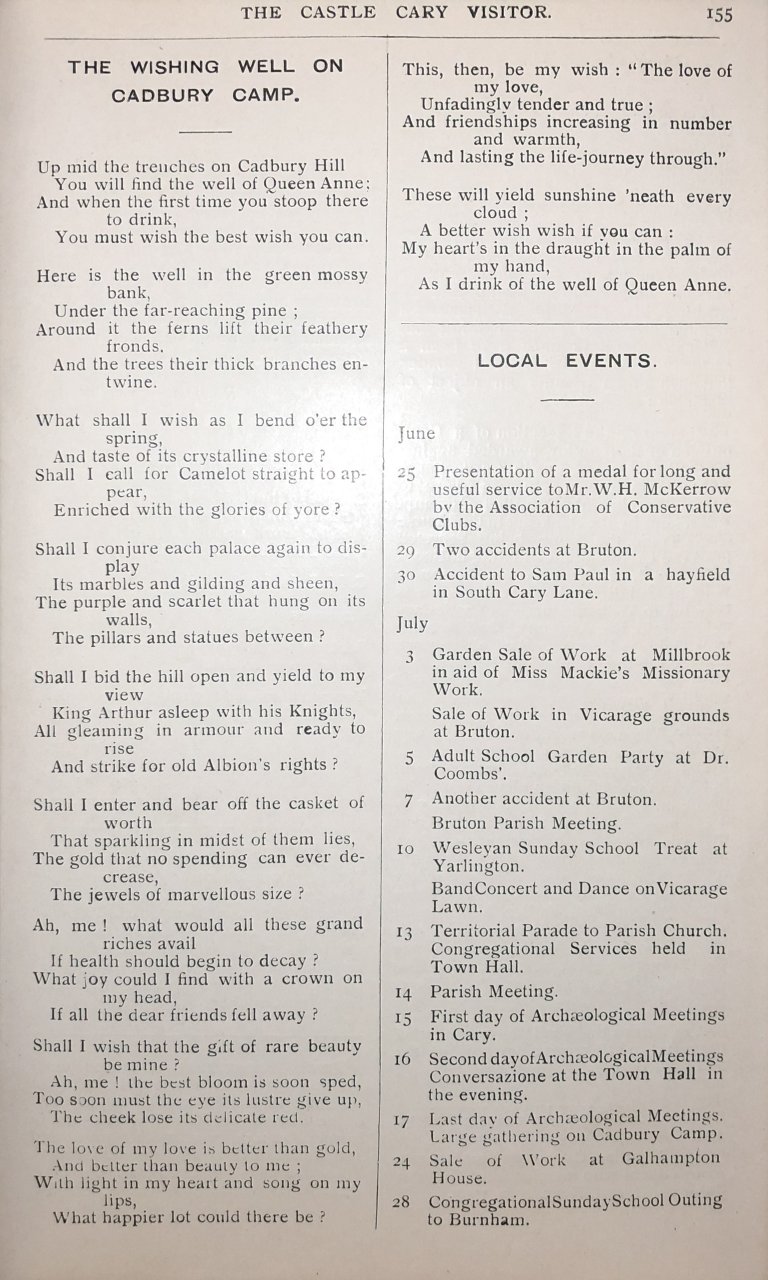 THE CASTLE CARY VISITOR. 155
THE WISHING WELL ON
CADBURY CAMP.
Up mid the trenches on Cadbury Hill
You will find the well of Queen Anne;
And when the first time you stoop there
to drink,
You must wish the best wish you can.
Here is the well in the green mossy
bank,
Under the far-reaching pine ;
Around it the ferns lift their feathery
fronds,
And the trees their thick branches en-
twine.
What shall I wish as I bend o'er the
spring,
And taste of its crystalline store ?
Shall I call for Camelot straight to ap-
pear,
Enriched with the glories of yore ?
Shall I conjure each palace again to dis-
play
Its marbles and gilding and sheen,
The purple and scarlet that hung on its
walls,
The pillars and statues between ?
Shall I bid the hill open and yield to my
view
King Arthur asleep with his Knights,
All gleaming in armour and ready to
rise
And strike for old Albion's rights ?
Shall I enter and bear off the casket of
worth
That sparkling in midst of them lies,
The gold that no spending can ever de-
crease,
The jewels of marvellous size ?
Ah, me ! what would all these grand
riches avail
If health should begin to decay ?
What joy could I find with a crown on
my head,
If all the dear friends fell away ?
Shall I wish that the gift of rare beauty
be mine ?
Ah, me ! the best bloom is soon sped,
Too soon must the eye its lustre give up,
The cheek lose its delicate red.
The love of my love is better than gold,
And better than beauty to me ;
With light in my heart and song on my
lips,
What happier lot could there be ?
This, then, be my wish : “ The love of
my love,
Unfadingly tender and true ;
And friendships increasing in number
and warmth,
And lasting the life-journey through.”
These will yield sunshine 'neath every
cloud ;
A better wish wish if you can :
My heart's in the draught in the palm of
my hand,
As I drink of the well of Queen Anne.
LOCAL EVENTS.
June
25 Presentation of a medal for long and
useful service to Mr. W. H. McKerrow
by the Association of Conservative
Clubs.
29 Two accidents at Bruton.
30 Accident to Sam Paul in a hayfield
in South Cary Lane.
July
3 Garden Sale of Work at Millbrook
in aid of Miss Mackie's Missionary
Work.
Sale of Work in Vicarage grounds
at Bruton.
5 Adult School Garden Party at Dr.
Coombs'.
7 Another accident at Bruton.
Bruton Parish Meeting.
10 Wesleyan Sunday School Treat at
Yarlington.
Band Concert and Dance on Vicarage
Lawn.
13 Territorial Parade to Parish Church.
Congregational Services held in
Town Hall.
14 Parish Meeting.
15 First day of Archæological Meetings
in Cary.
16 Second day of Archæological Meetings
Conversazione at the Town Hall in
the evening.
17 Last day of Archæological Meetings.
Large gathering on Cadbury Camp.
24 Sale of Work at Galhampton
House.
28 Congregational Sunday School Outing
to Burnham.